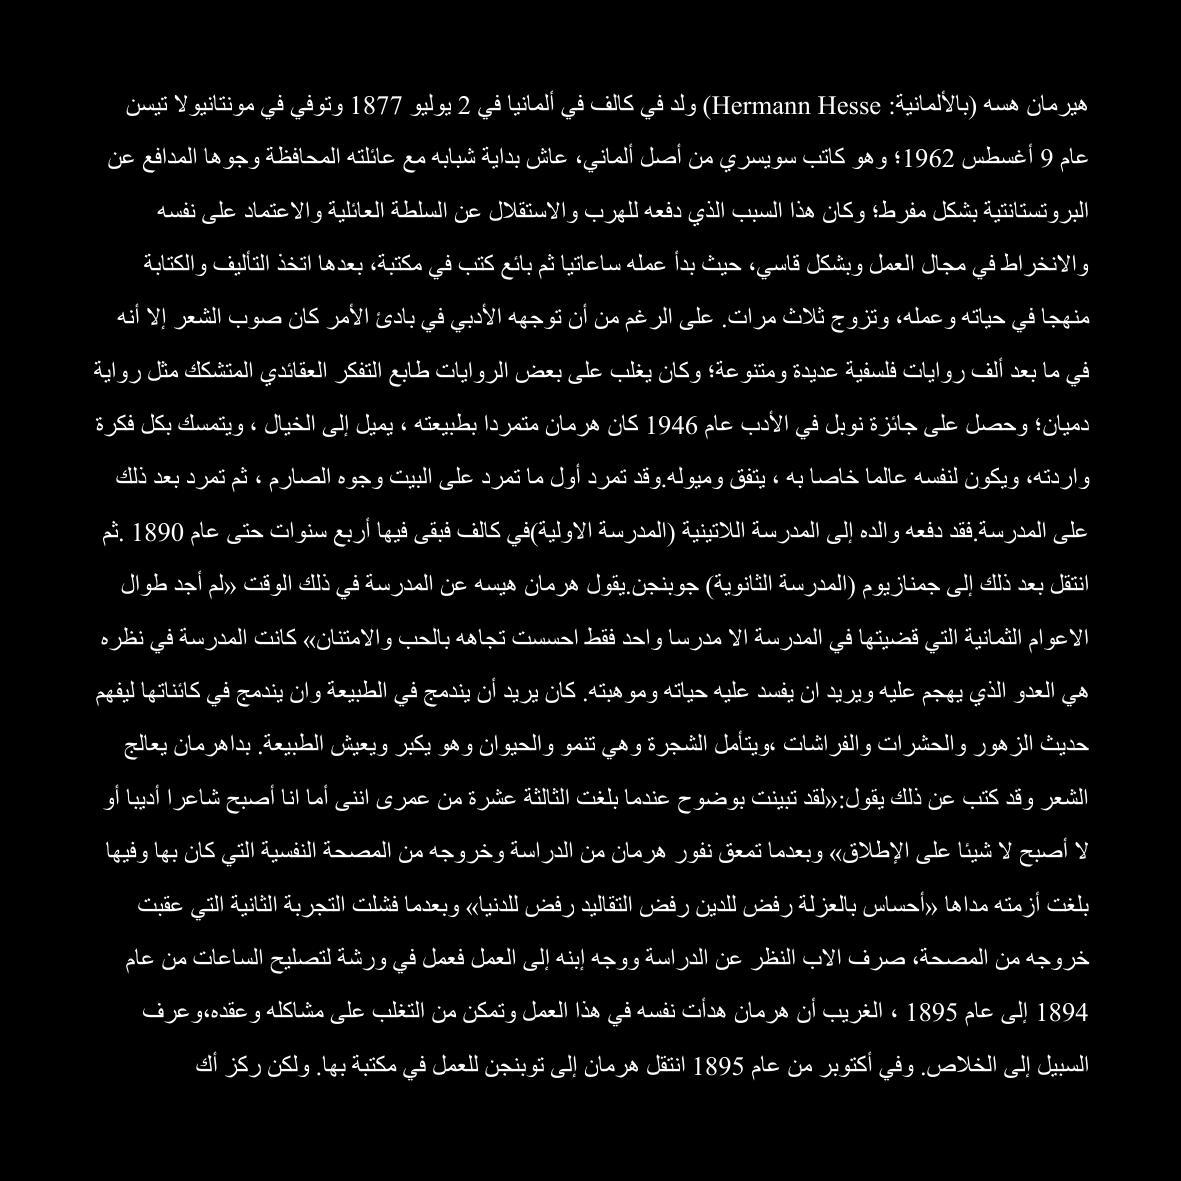 هيرمان هسه (بالألمانية: Hermann Hesse) ولد في كالف في ألمانيا في 2 يوليو 1877 وتوفي في مونتانيولا تيسن
عام 9 أغسطس 1962؛ وهو كاتب سويسري من أصل ألماني، عاش بداية شبابه مع عائلته المحافظة وجوها المدافع عن
البروتستانتية بشكل مفرط؛ وكان هذا السبب الذي دفعه للهرب والاستقلال عن السلطة العائلية والاعتماد على نفسه
والانخراط في مجال العمل وبشكل قاسي، حيث بدأ عمله ساعاتيا ثم بائع كتب في مكتبة، بعدها اتخذ التأليف والكتابة
منهجا في حياته وعمله، وتزوج ثلاث مرات. على الرغم من أن توجهه الأدبي في بادئ الأمر كان صوب الشعر إلا أنه
في ما بعد ألف روايات فلسفية عديدة ومتنوعة؛ وكان يغلب على بعض الروايات طابع التفكر العقائدي المتشكك مثل رواية
دميان؛ وحصل على جائزة نوبل في الأدب عام 1946 كان هرمان متمردا بطبيعته ، يميل إلى الخيال ، ويتمسك بكل فكرة
واردته، ويكون لنفسه عالما خاصا به ، يتفق وميوله.وقد تمرد أول ما تمرد على البيت وجوه الصارم ، ثم تمرد بعد ذلك
على المدرسة.فقد دفعه والده إلى المدرسة اللاتينية (المدرسة الاولية)في كالف فبقى فيها أربع سنوات حتى عام 1890 .ثم
انتقل بعد ذلك إلى جمنازيوم (المدرسة الثانوية) جوبنجن.يقول هرمان هيسه عن المدرسة في ذلك الوقت «لم أجد طوال
الاعوام الثمانية التي قضيتها في المدرسة الا مدرسا واحد فقط احسست تجاهه بالحب والامتنان» كانت المدرسة في نظره
هي العدو الذي يهجم عليه ويريد ان يفسد عليه حياته وموهبته. كان يريد أن يندمج في الطبيعة وان يندمج في كائناتها ليفهم
حديث الزهور والحشرات والفراشات ،ويتأمل الشجرة وهي تنمو والحيوان وهو يكبر ويعيش الطبيعة. بداهرمان يعالج
الشعر وقد كتب عن ذلك يقول:«لقد تبينت بوضوح عندما بلغت الثالثة عشرة من عمرى اننى أما انا أصبح شاعرا أديبا أو
لا أصبح لا شيئا على الإطلاق» وبعدما تمعق نفور هرمان من الدراسة وخروجه من المصحة النفسية التي كان بها وفيها
بلغت أزمته مداها «أحساس بالعزلة رفض للدين رفض التقاليد رفض للدنيا» وبعدما فشلت التجربة الثانية التي عقبت
خروجه من المصحة، صرف الاب النظر عن الدراسة ووجه إبنه إلى العمل فعمل في ورشة لتصليح الساعات من عام
1894 إلى عام 1895 ، الغريب أن هرمان هدأت نفسه في هذا العمل وتمكن من التغلب على مشاكله وعقده،وعرف
السبيل إلى الخلاص. وفي أكتوبر من عام 1895 انتقل هرمان إلى توبنجن للعمل في مكتبة بها. ولكن ركز أك